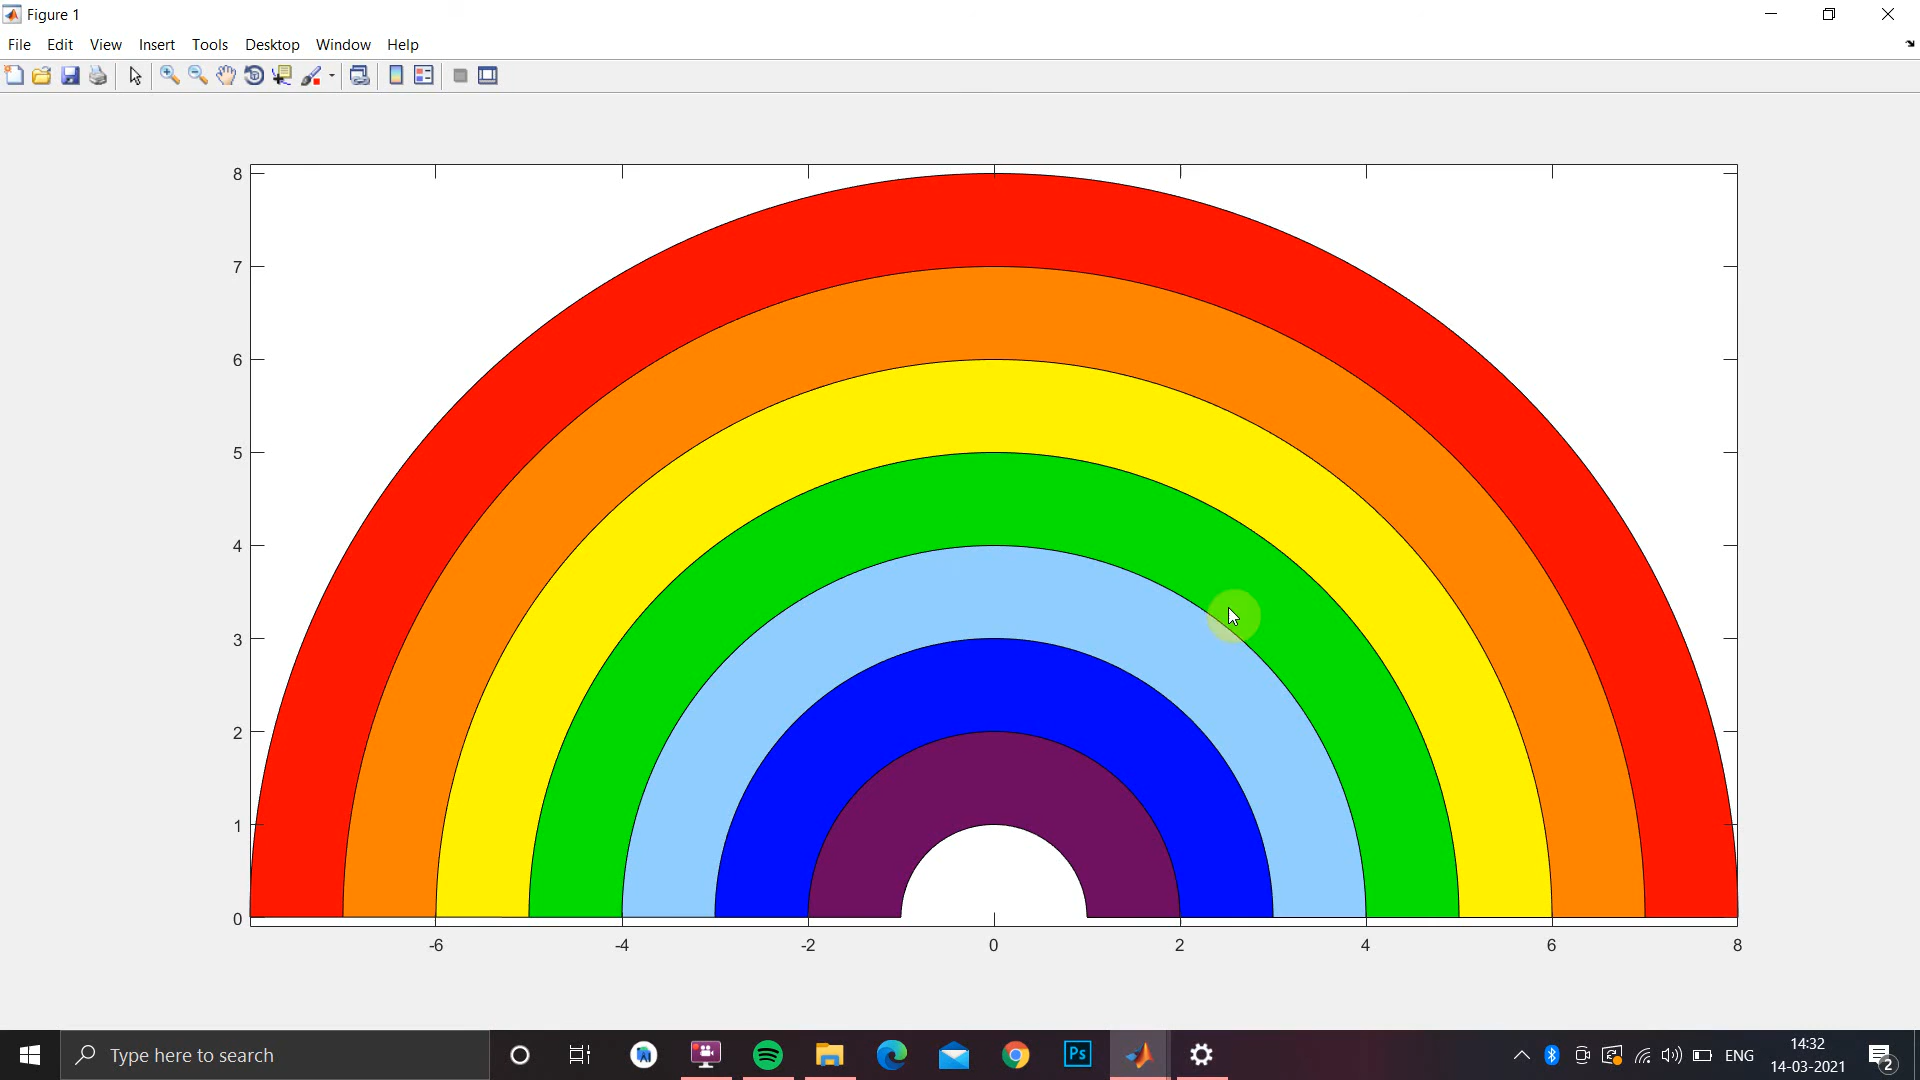 Figure 1
File Edit View Insert Tools Desktop Window Help
8
7
6
5
4
3
2
1
0
-6 -4 -2 0 2 4 6 8
Type here to search
Ps
ENG
14:32
14-03-2021
2